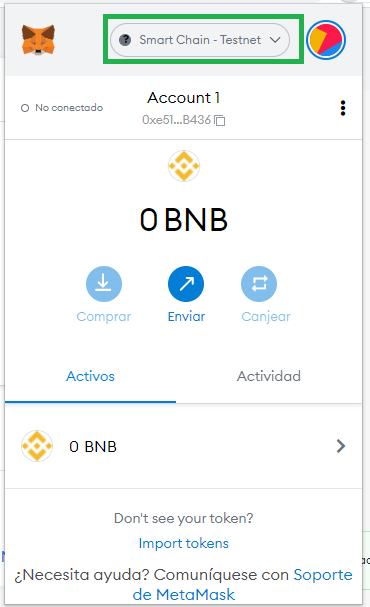 Smart Chain - Testnet
No conectado
Account 1
0xe51...B436
0 BNB
Comprar
Enviar
Canjear
Activos
Actividad
0 BNB
Don't see your token?
Import tokens
¿Necesita ayuda? Comuníquese con Soporte
de MetaMask